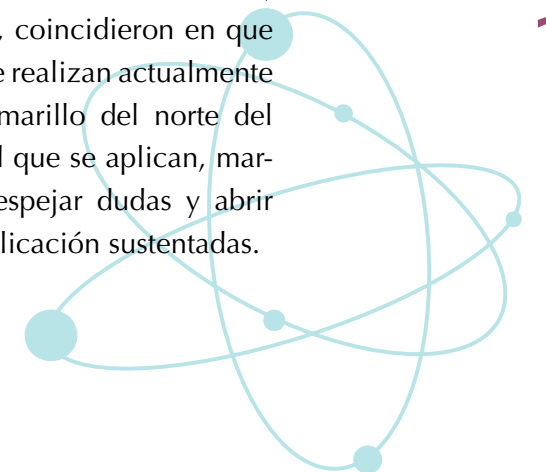 , coincidieron en que
e realizan actualmente
marillo del norte del
l que se aplican, mar-
espejar dudas y abrir
licación sustentadas.